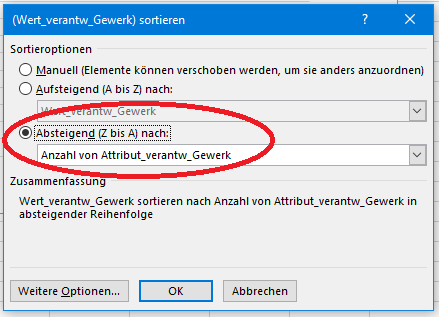 (Wert_verantw_Gewerk) sortieren
Sortieroptionen
Manuell (Elemente können verschoben werden, um sie anders anzuordnen)
Aufsteigend (A bis Z) nach:
Wert_verantw_Gewerk
Absteigend (Z bis A) nach:
Anzahl von Attribut_verantw_Gewerk
Zusammenfassung
Wert_verantw_Gewerk sortieren nach Anzahl von Attribut_verantw_Gewerk in
absteigender Reihenfolge
Weitere Optionen... OK Abbrechen